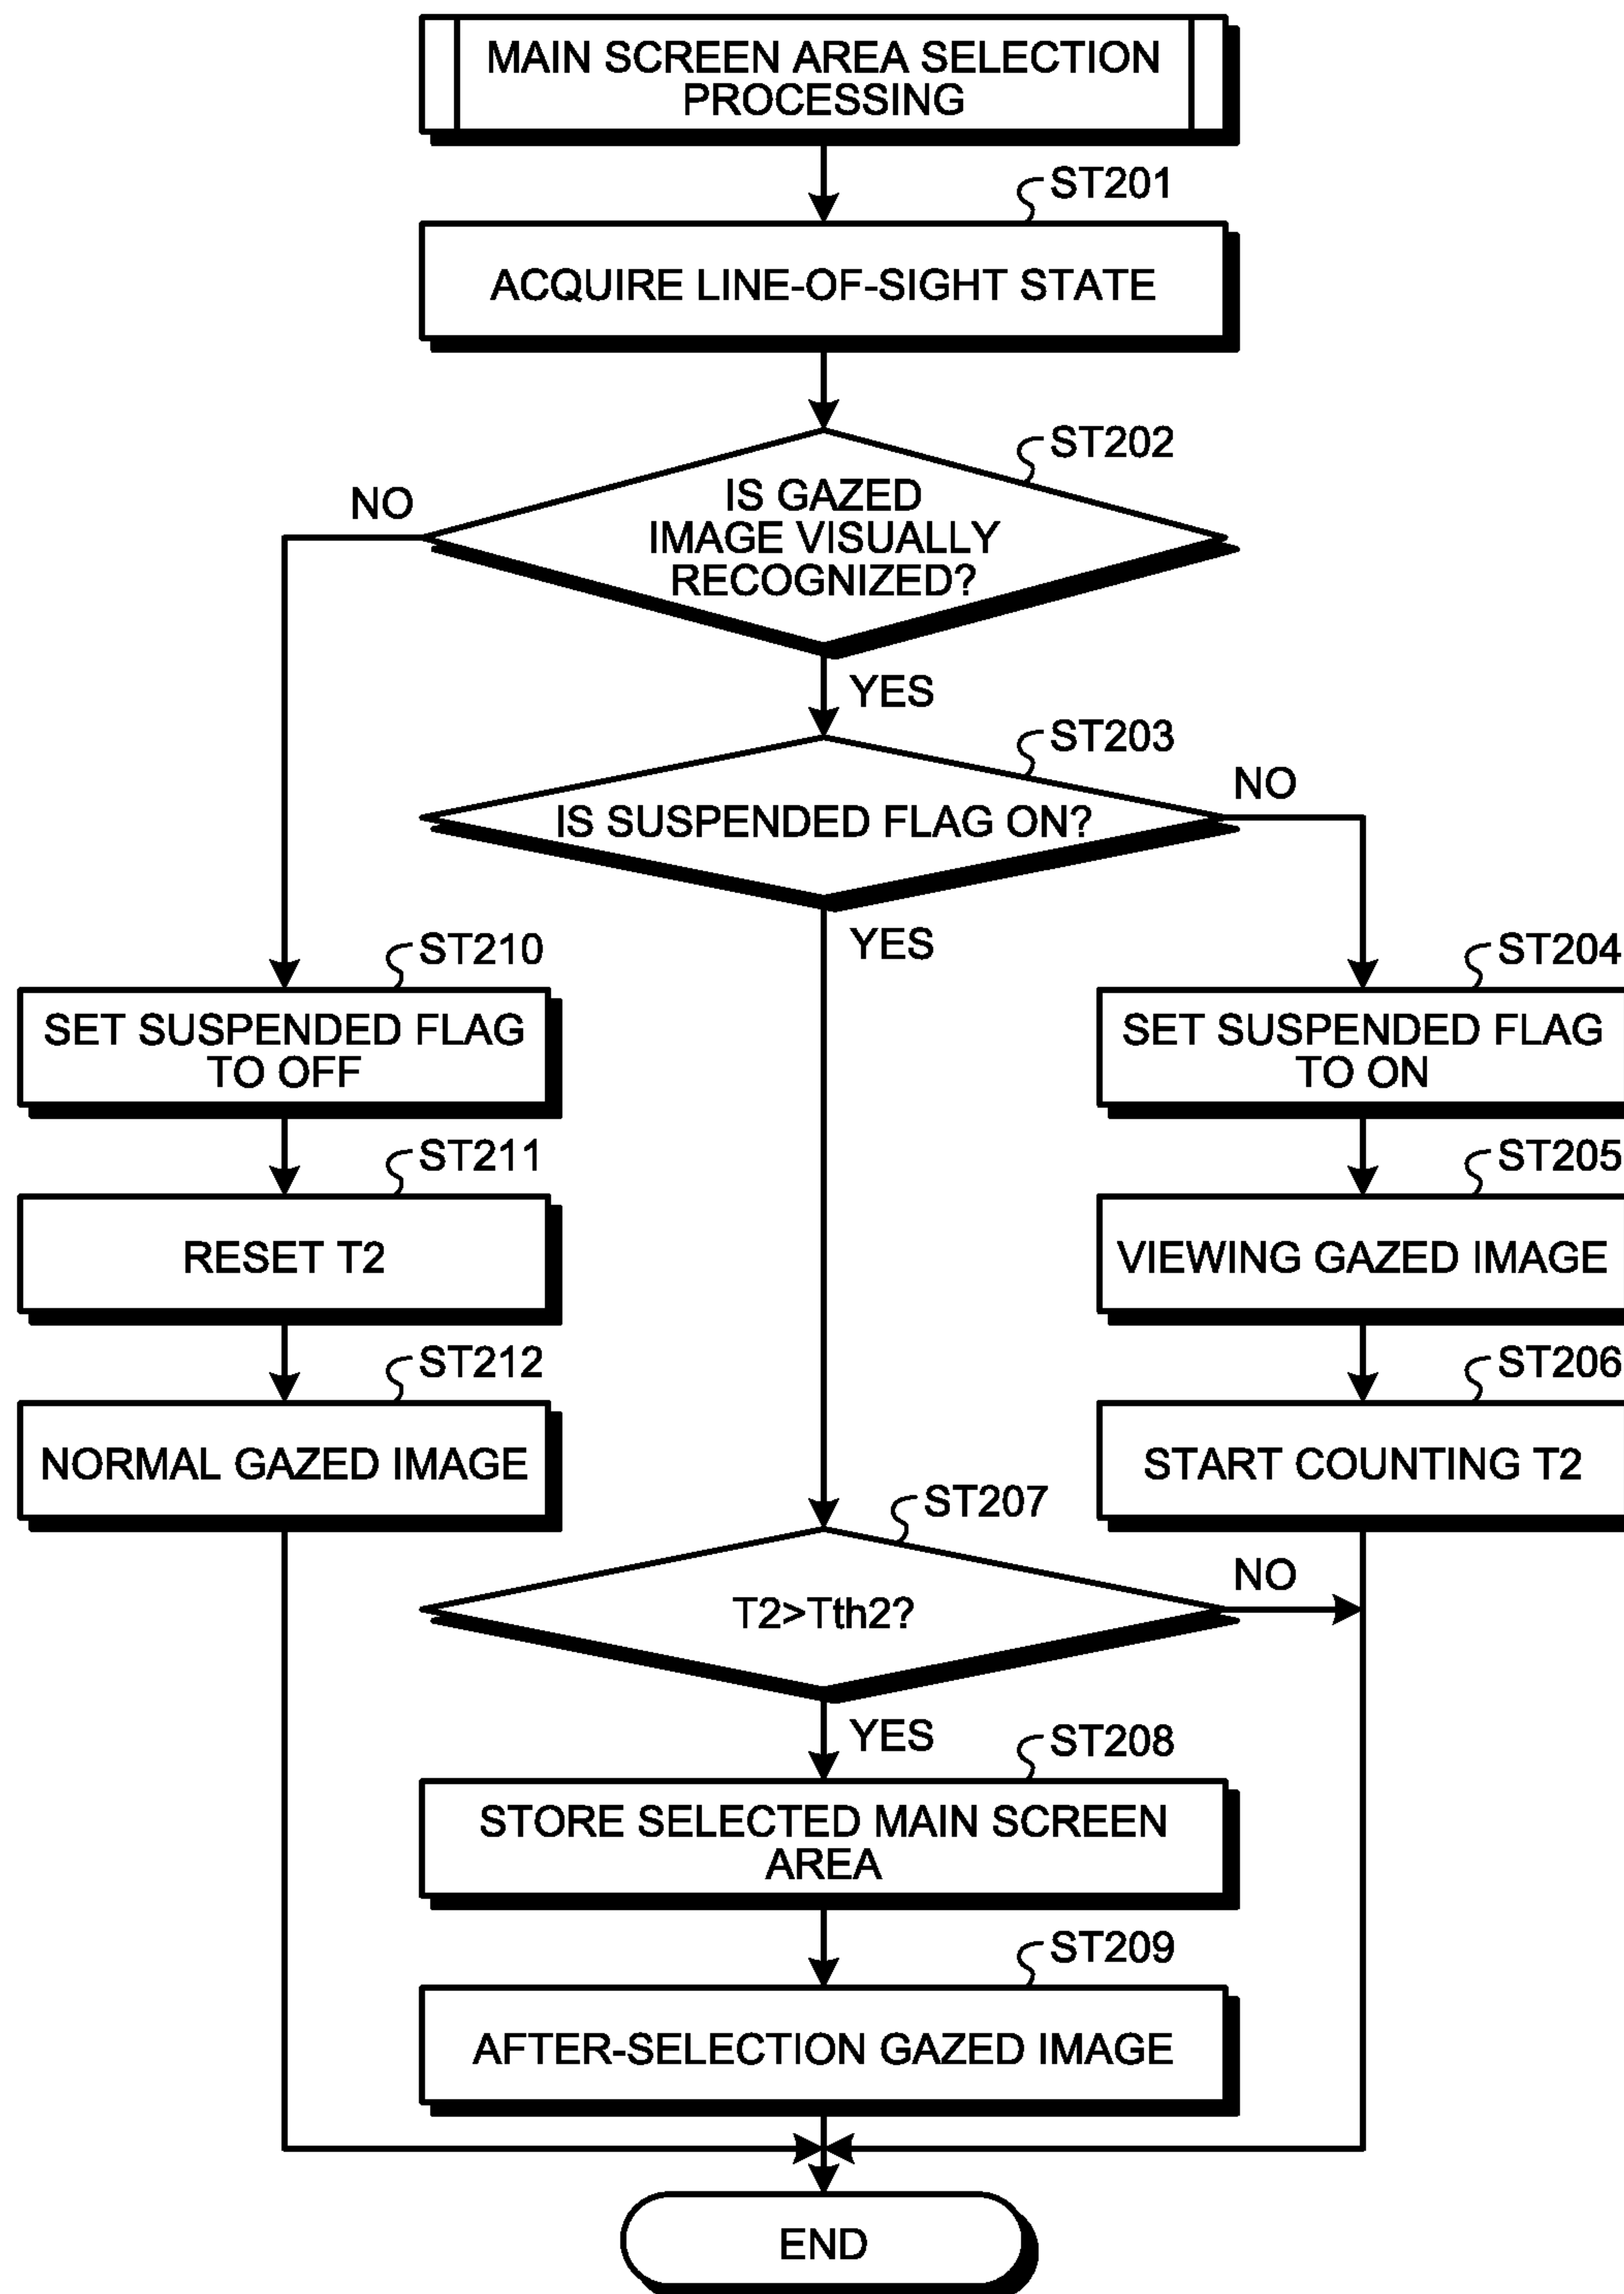 MAIN SCREEN AREA SELECTION
PROCESSING
ST201
ACQUIRE LINE-OF-SIGHT STATE
ST202
IS GAZED
IMAGE VISUALLY
RECOGNIZED?
NO
YES
ST203
IS SUSPENDED FLAG ON?
NO
YES
ST210
SET SUSPENDED FLAG
TO OFF
ST204
SET SUSPENDED FLAG
TO ON
ST211
RESET T2
ST205
VIEWING GAZED IMAGE
ST212
NORMAL GAZED IMAGE
ST206
START COUNTING T2
ST207
T2>Tth2?
NO
YES
ST208
STORE SELECTED MAIN SCREEN
AREA
ST209
AFTER-SELECTION GAZED IMAGE
END